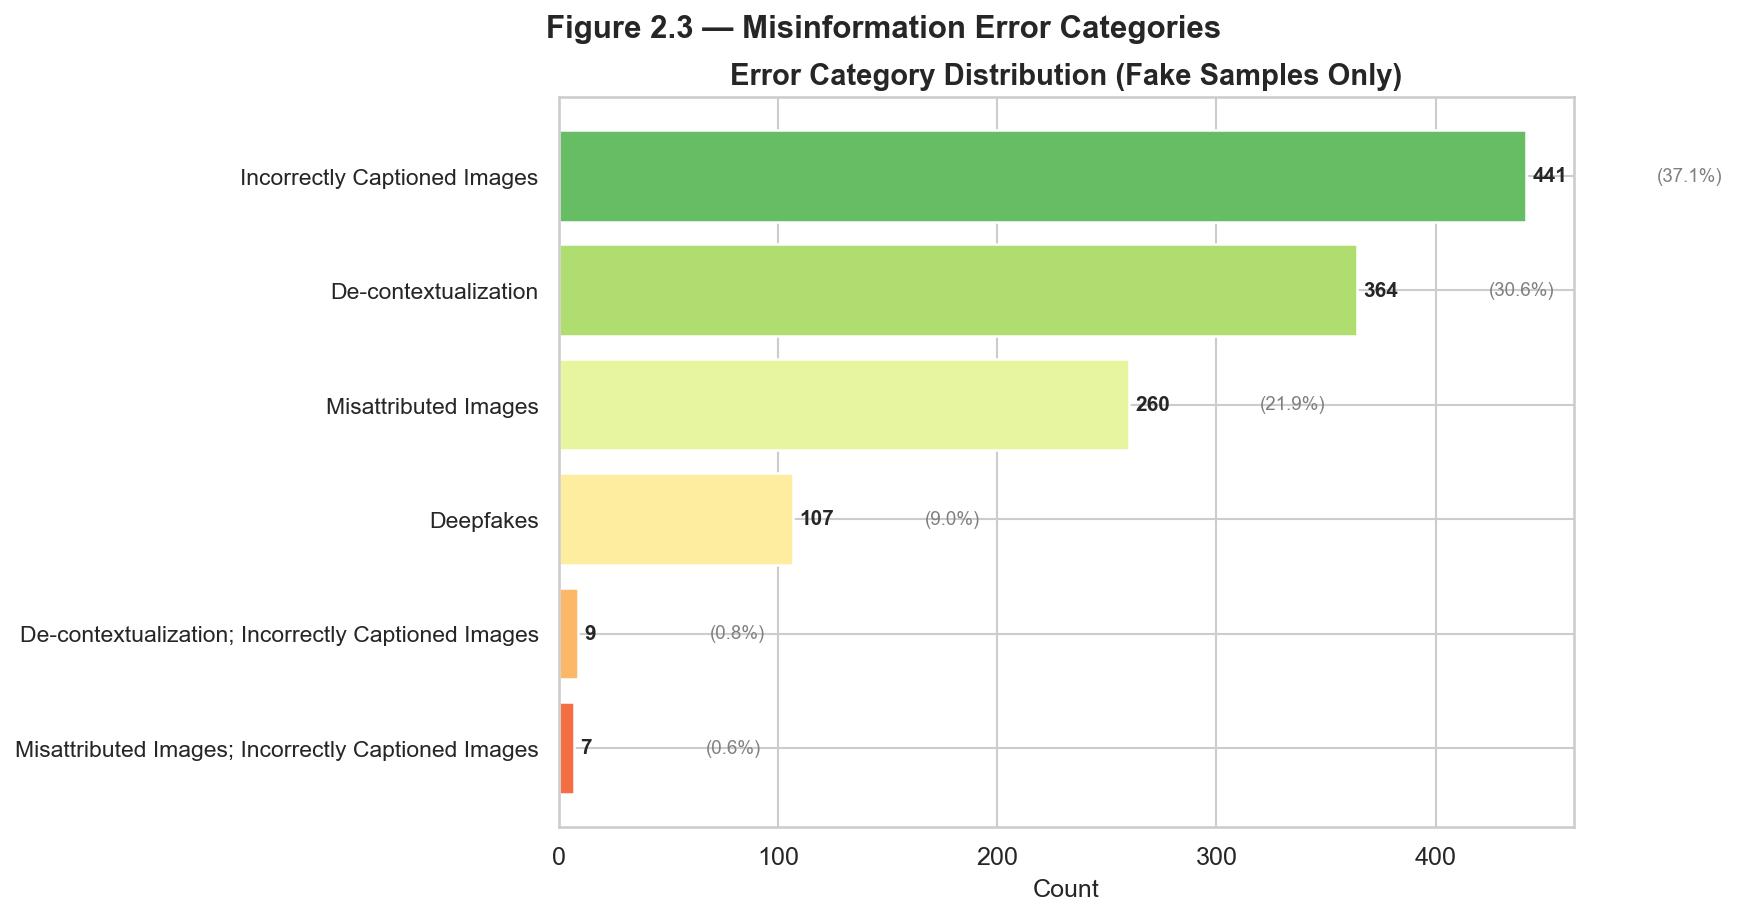 Figure 2.3 — Misinformation Error Categories
Error Category Distribution (Fake Samples Only)
Incorrectly Captioned Images 441 (37.1%)
De-contextualization 364 (30.6%)
Misattributed Images 260 (21.9%)
Deepfakes 107 (9.0%)
De-contextualization; Incorrectly Captioned Images 9 (0.8%)
Misattributed Images; Incorrectly Captioned Images 7 (0.6%)
0 100 200 300 400
Count